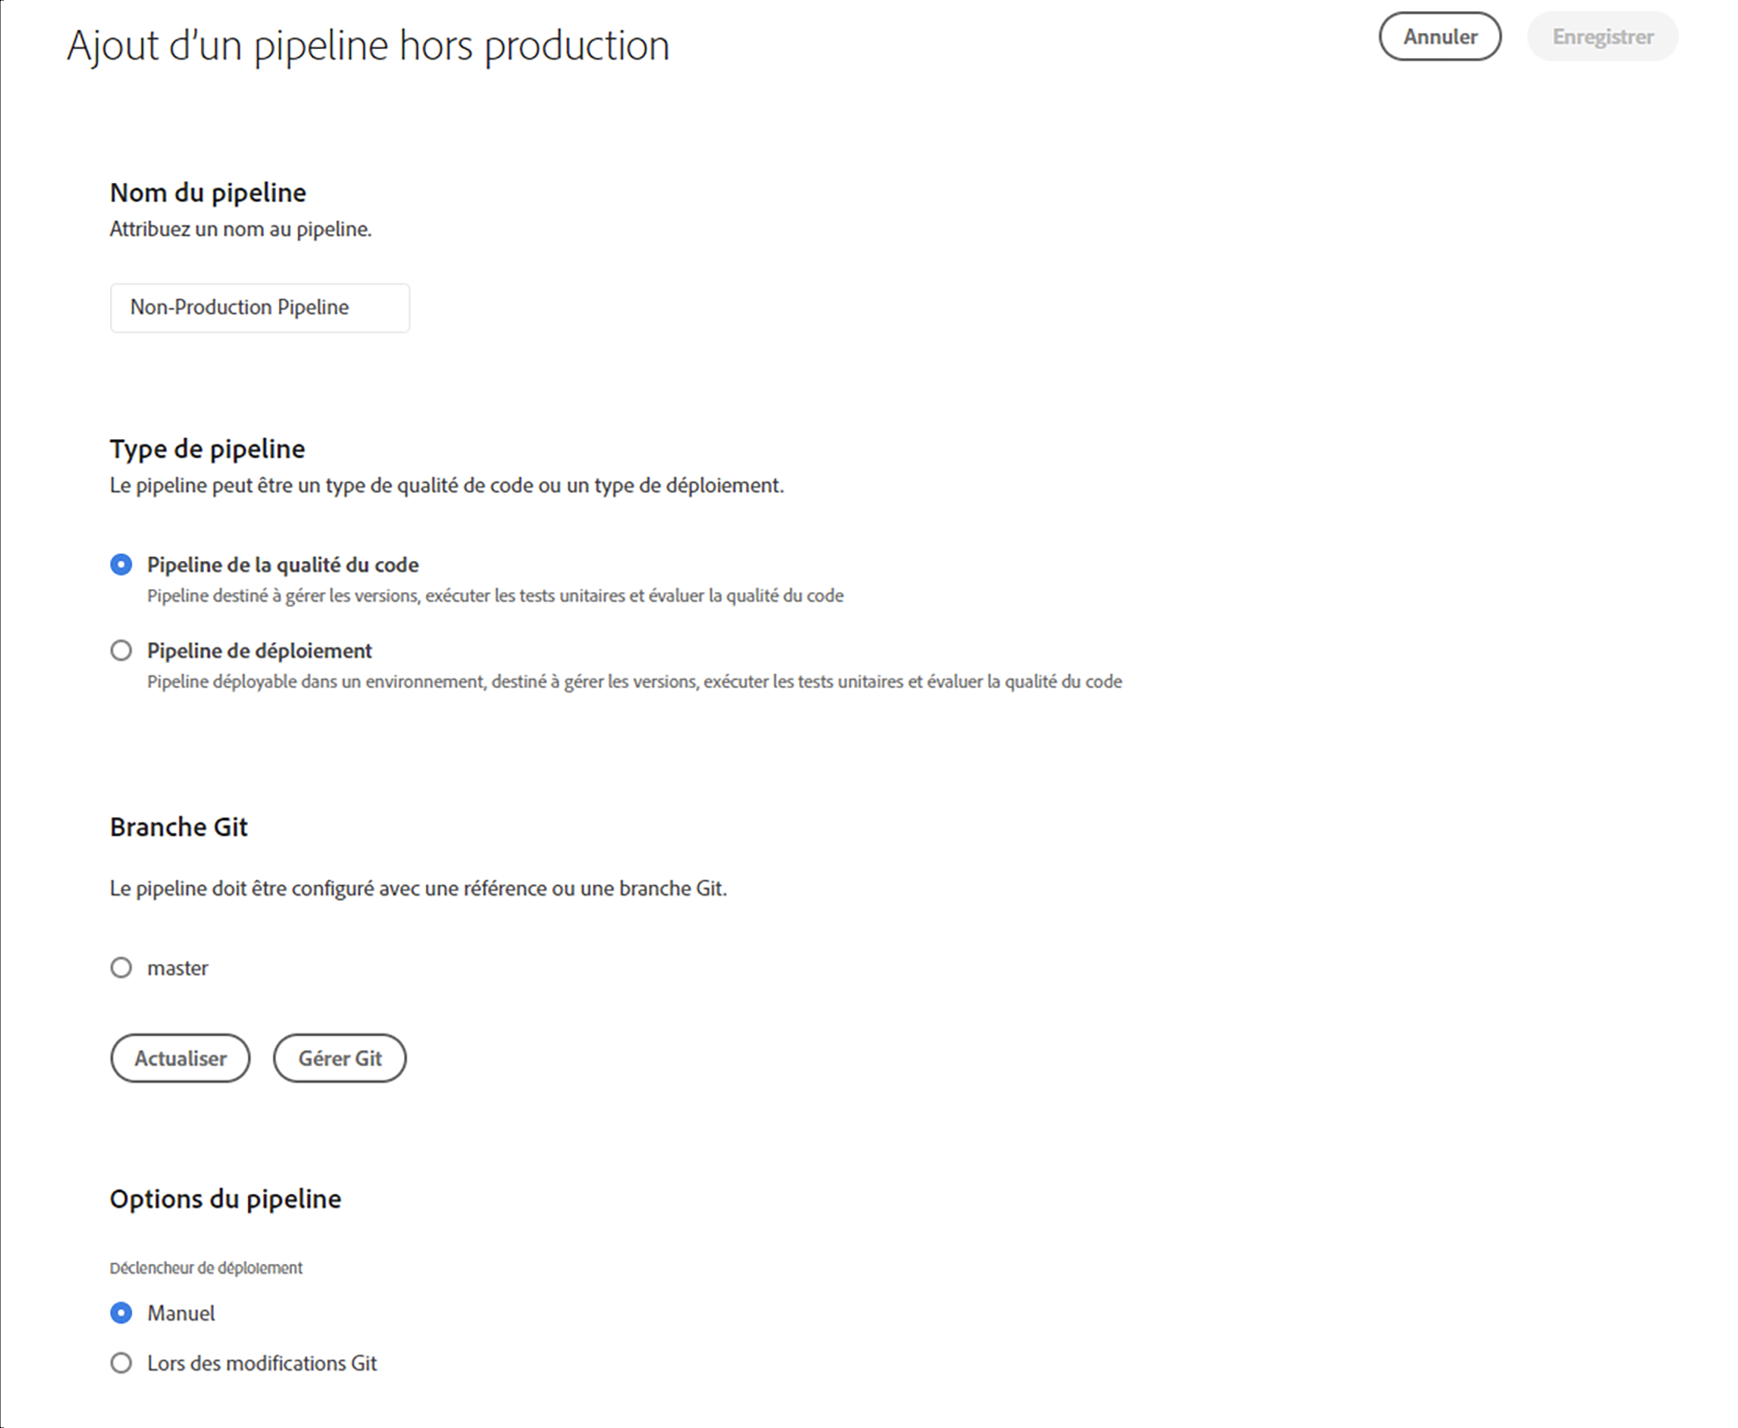 Ajout d’un pipeline hors production
Annuler
Enregistrer
Nom du pipeline
Attribuez un nom au pipeline.
Non-Production Pipeline
Type de pipeline
Le pipeline peut être un type de qualité de code ou un type de déploiement.
Pipeline de la qualité du code
Pipeline destiné à gérer les versions, exécuter les tests unitaires et évaluer la qualité du code
Pipeline de déploiement
Pipeline déployable dans un environnement, destiné à gérer les versions, exécuter les tests unitaires et évaluer la qualité du code
Branche Git
Le pipeline doit être configuré avec une référence ou une branche Git.
master
Actualiser
Gérer Git
Options du pipeline
Déclencheur de déploiement
Manuel
Lors des modifications Git